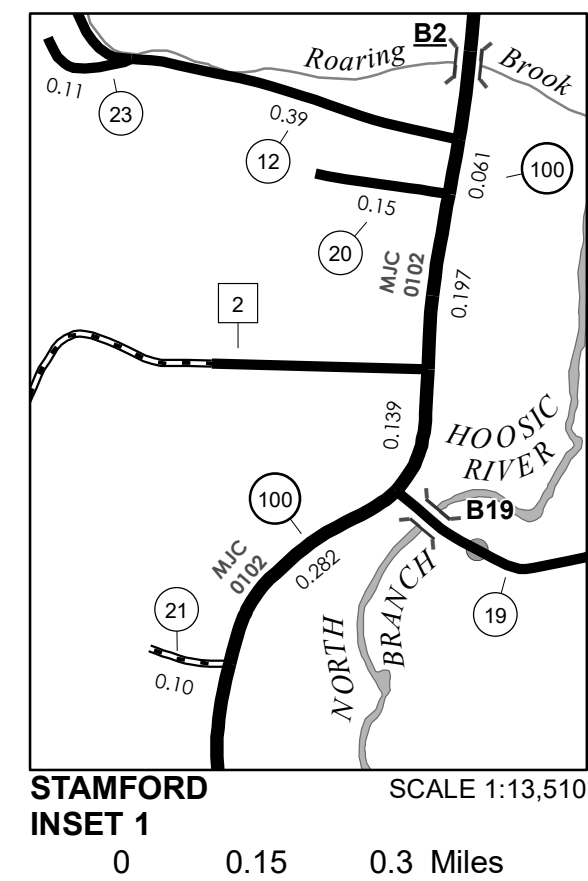 B2
Roaring Brook
0.11
23
0.39
12
0.061
100
0.15
20
MJC
0102
0.197
2
0.139
HOOSIC
RIVER
100
B19
MJC
0102
0.282
NORTH
BRANCH
21
19
0.10
STAMFORD
INSET 1
SCALE 1:13,510
0 0.15 0.3 Miles